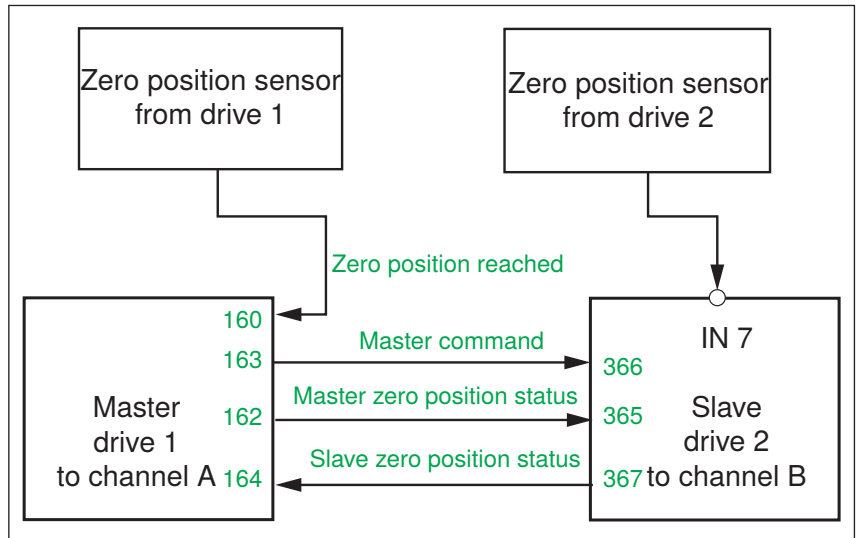 Zero position sensor
from drive 1
Zero position sensor
from drive 2
Zero position reached
160
163
Master command
IN 7
366
Master
drive 1
to channel A
162
Master zero position status
365
Slave
drive 2
to channel B
164
Slave zero position status
367